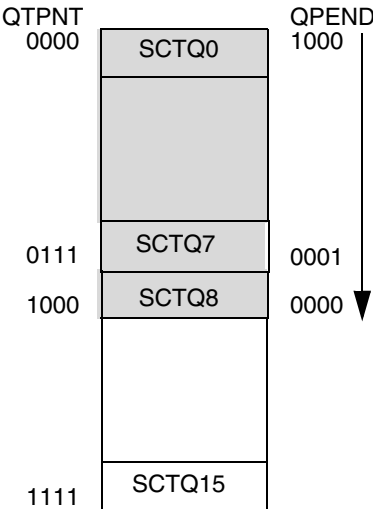 QTPNT QPEND
0000 SCTQ0 1000
0111 SCTQ7 0001
1000 SCTQ8 0000
1111 SCTQ15